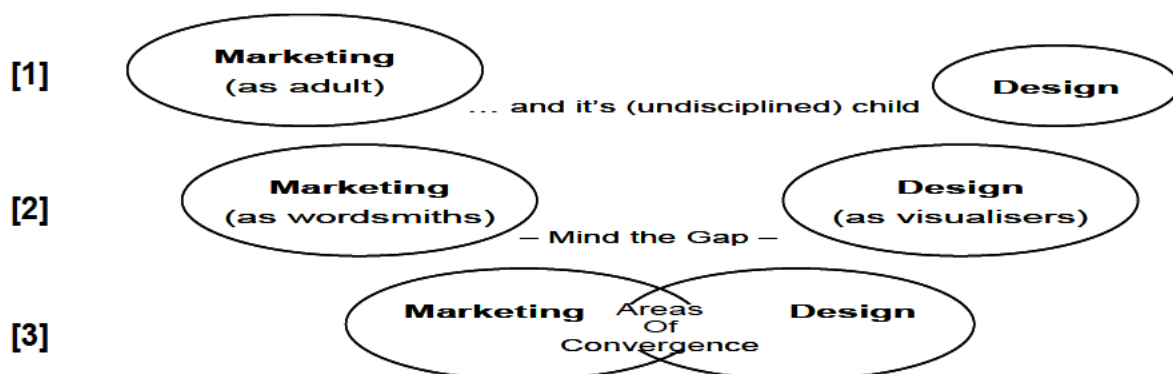 [1]
Marketing
(as adult)
... and it's (undisciplined) child
Design
[2]
Marketing
(as wordsmiths)
– Mind the Gap –
Design
(as visualisers)
[3]
Marketing
Areas
Of
Convergence
Design